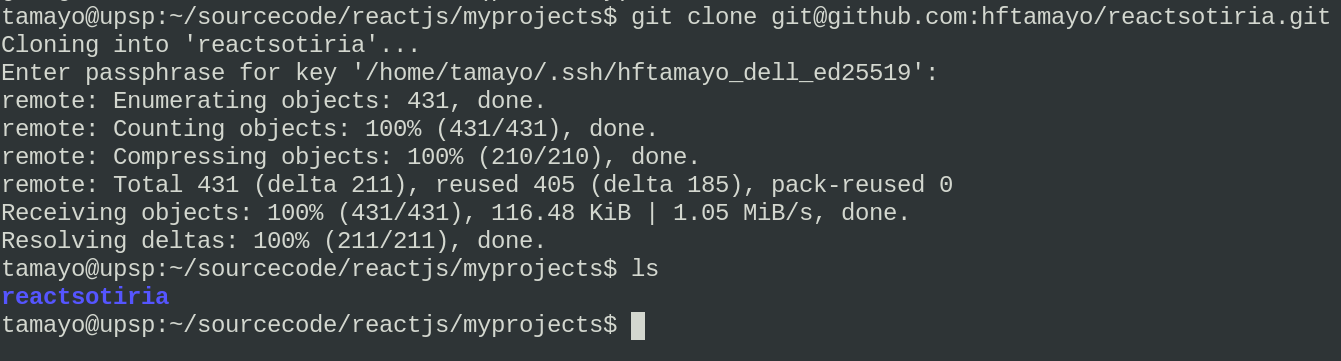 tamayo@upsp:~/sourcecode/reactjs/myprojects$ git clone git@github.com:hftamayo/reactsotiria.git
Cloning into 'reactsotiria'...
Enter passphrase for key '/home/tamayo/.ssh/hftamayo_dell_ed25519':
remote: Enumerating objects: 431, done.
remote: Counting objects: 100% (431/431), done.
remote: Compressing objects: 100% (210/210), done.
remote: Total 431 (delta 211), reused 405 (delta 185), pack-reused 0
Receiving objects: 100% (431/431), 116.48 KiB | 1.05 MiB/s, done.
Resolving deltas: 100% (211/211), done.
tamayo@upsp:~/sourcecode/reactjs/myprojects$ ls
reactsotiria
tamayo@upsp:~/sourcecode/reactjs/myprojects$